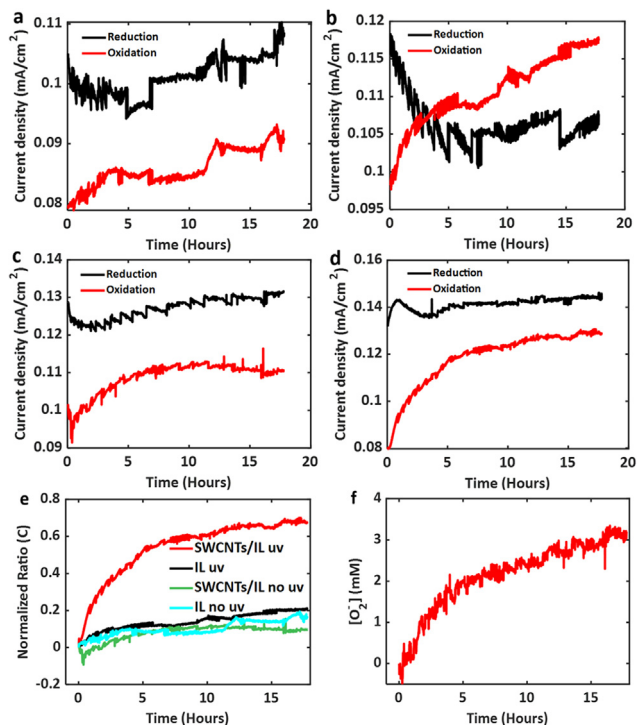 a
Current density (mA/cm²)
0.11
0.1
0.09
0.08
Reduction
Oxidation
0 5 10 15 20
Time (Hours)
b
Current density (mA/cm²)
0.12
0.115
0.11
0.105
0.1
0.095
Reduction
Oxidation
0 5 10 15 20
Time (Hours)
c
Current density (mA/cm²)
0.14
0.13
0.12
0.11
0.1
0.09
Reduction
Oxidation
0 5 10 15 20
Time (Hours)
d
Current density (mA/cm²)
0.16
0.14
0.12
0.1
0.08
Reduction
Oxidation
0 5 10 15 20
Time (Hours)
e
Normalized Ratio (C)
0.8
0.6
0.4
0.2
0
-0.2
SWCNTs/IL uv
IL uv
SWCNTs/IL no uv
IL no uv
0 5 10 15
Time (Hours)
f
[O₂⁻] (mM)
4
3
2
1
0
0 5 10 15
Time (Hours)